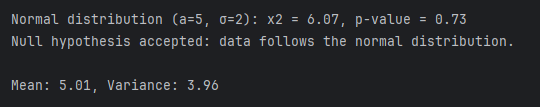 Normal distribution (a=5, σ=2): x2 = 6.07, p-value = 0.73
Null hypothesis accepted: data follows the normal distribution.
Mean: 5.01, Variance: 3.96